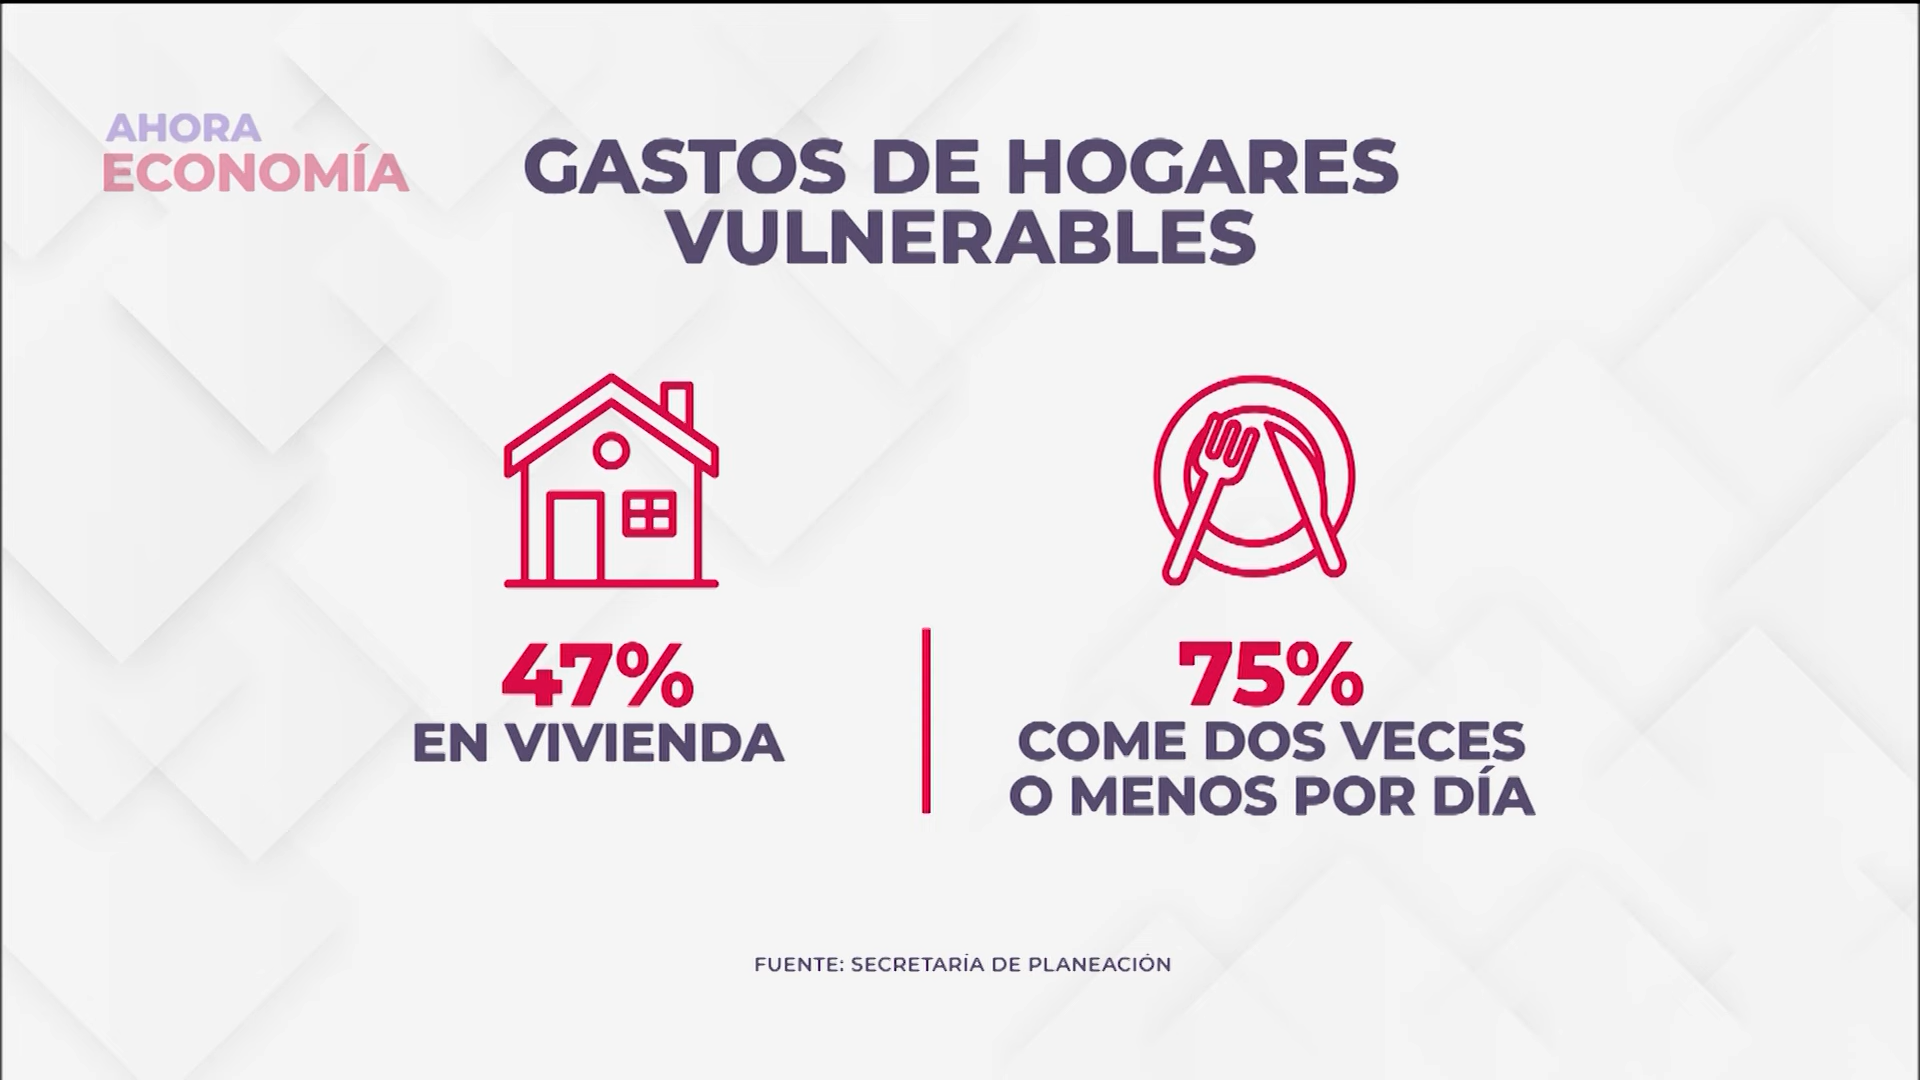 AHORA
ECONOMÍA
GASTOS DE HOGARES
VULNERABLES
47%
EN VIVIENDA
75%
COME DOS VECES
O MENOS POR DÍA
FUENTE: SECRETARÍA DE PLANEACIÓN